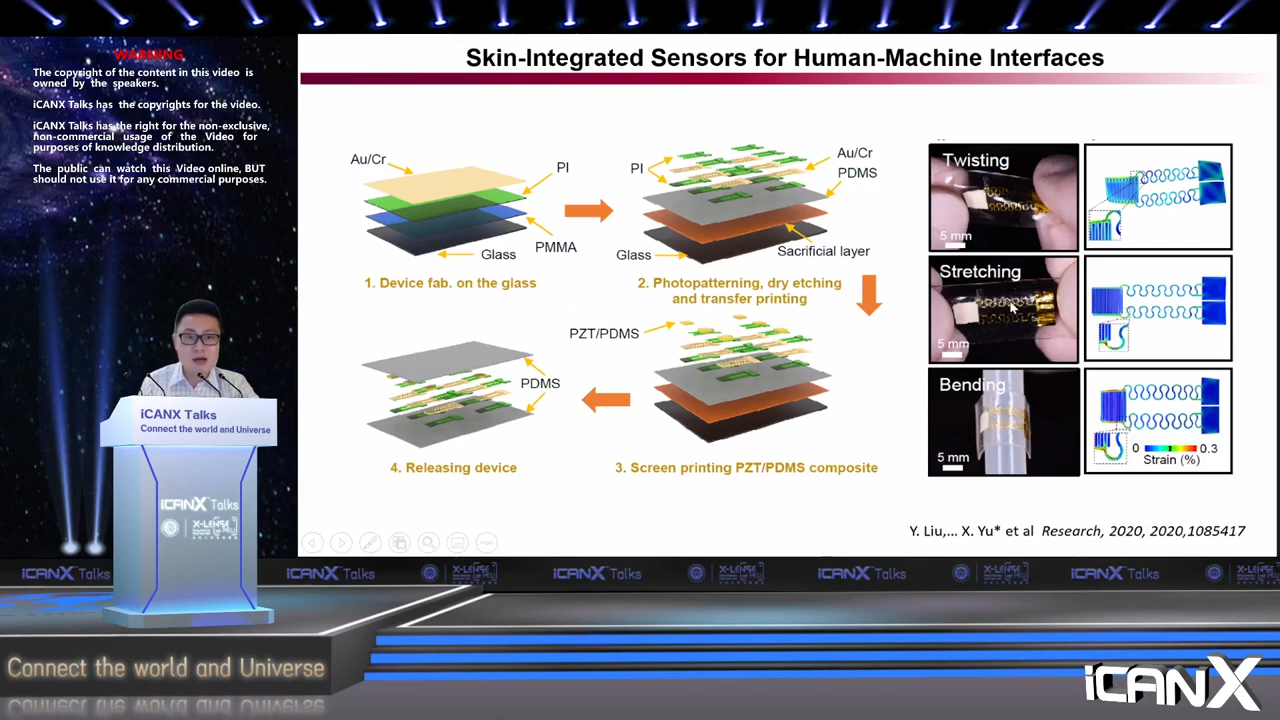 WARNING
The copyright of the content in this video is
owned by the speakers.
iCANX Talks has the copyrights for the video.
iCANX Talks has the right for the non-exclusive,
non-commercial usage of the Video for
purposes of knowledge distribution.
The public can watch this Video online, BUT
should not use it for any commercial purposes.
Skin-Integrated Sensors for Human-Machine Interfaces
Au/Cr
PI
PMMA
Glass
1. Device fab. on the glass
PI
Au/Cr
PDMS
Glass
Sacrificial layer
2. Photopatterning, dry etching
and transfer printing
PZT/PDMS
3. Screen printing PZT/PDMS composite
PDMS
4. Releasing device
Twisting
5 mm
Stretching
5 mm
Bending
5 mm
0 0.3
Strain (%)
Y. Liu,... X. Yu* et al Research, 2020, 2020,1085417
iCANX Talks
Connect the world and Universe
iCANX Talks
X-LENSE
iCANX Talks
X-LENSE
iCANX Talks
iCANX Talks
X-LENSE
iCANX Talks
X-LENSE
iCANX Talks
X-LENSE
Connect the world and Universe
iCANX